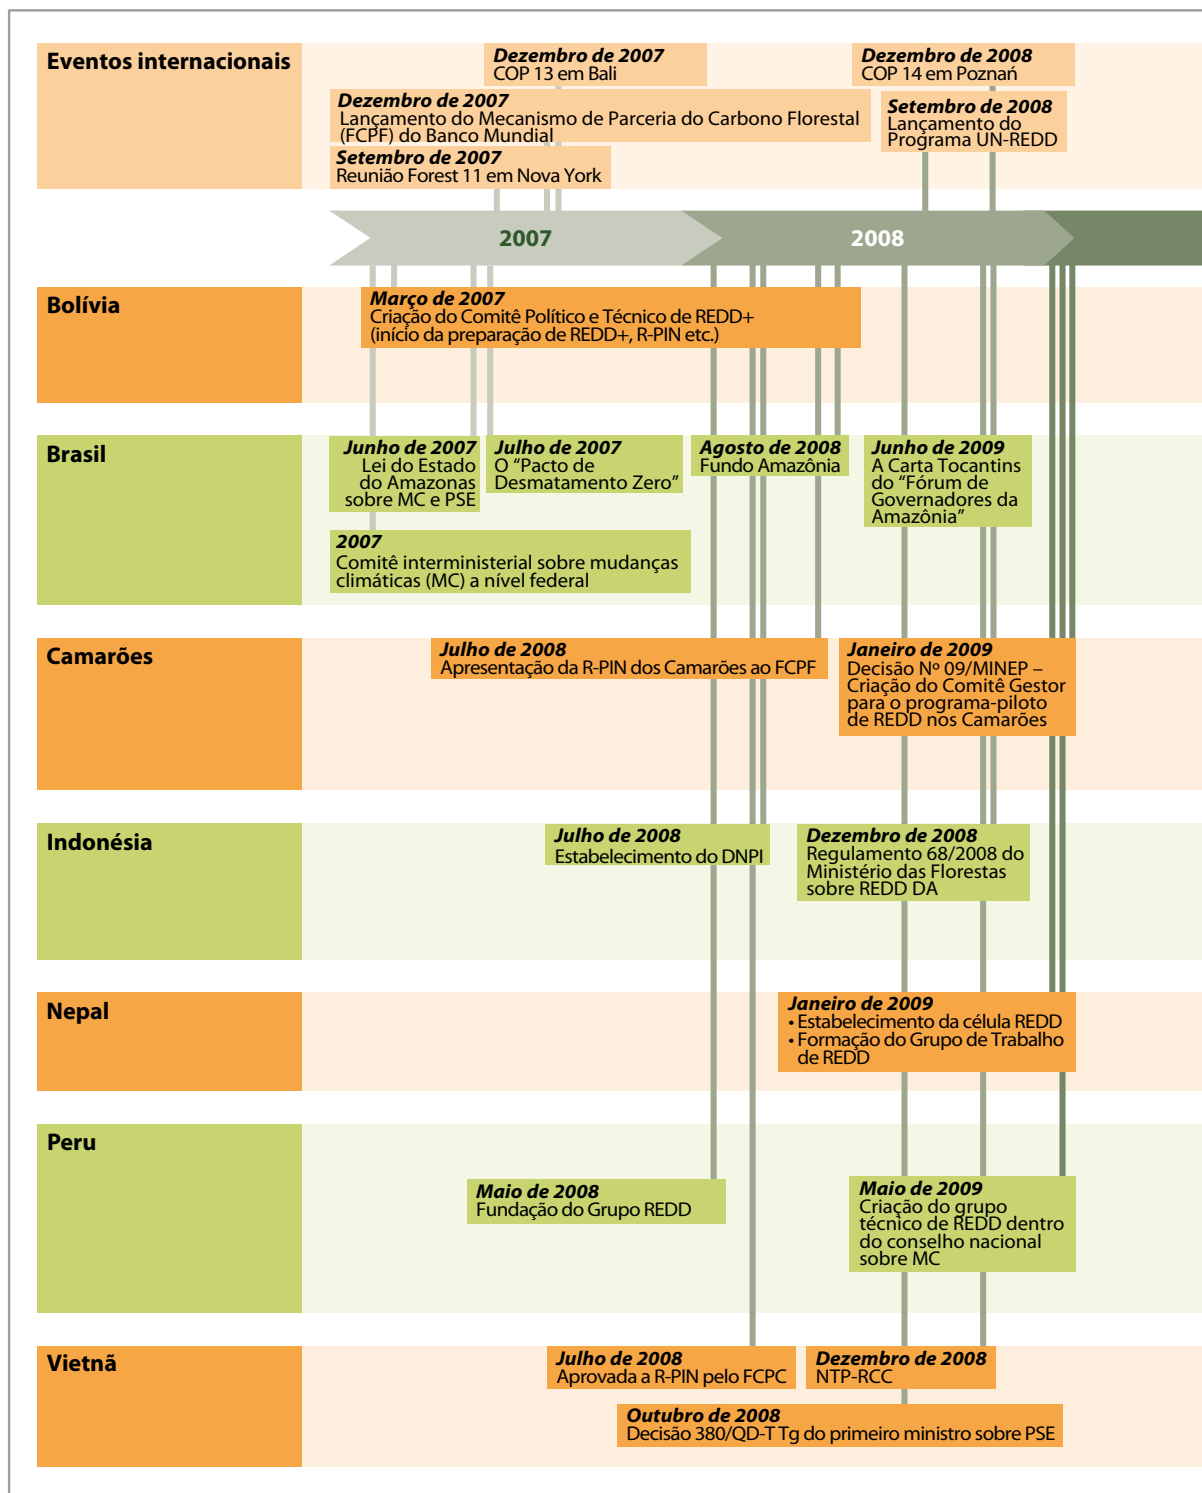 Eventos internacionais
Dezembro de 2007
COP 13 em Bali
Dezembro de 2008
COP 14 em Poznań
Dezembro de 2007
Lançamento do Mecanismo de Parceria do Carbono Florestal
(FCPF) do Banco Mundial
Setembro de 2008
Lançamento do
Programa UN-REDD
Setembro de 2007
Reunião Forest 11 em Nova York
2007
2008
Bolívia
Março de 2007
Criação do Comitê Político e Técnico de REDD+
(início da preparação de REDD+, R-PIN etc.)
Brasil
Junho de 2007
Lei do Estado
do Amazonas
sobre MC e PSE
Julho de 2007
O “Pacto de
Desmatamento Zero”
Agosto de 2008
Fundo Amazônia
Junho de 2009
A Carta Tocantins
do “Fórum de
Governadores da
Amazônia”
2007
Comitê interministerial sobre mudanças
climáticas (MC) a nível federal
Camarões
Julho de 2008
Apresentação da R-PIN dos Camarões ao FCPF
Janeiro de 2009
Decisão Nº 09/MINEP –
Criação do Comitê Gestor
para o programa-piloto
de REDD nos Camarões
Indonésia
Julho de 2008
Estabelecimento do DNPI
Dezembro de 2008
Regulamento 68/2008 do
Ministério das Florestas
sobre REDD DA
Nepal
Janeiro de 2009
• Estabelecimento da célula REDD
• Formação do Grupo de Trabalho
de REDD
Peru
Maio de 2008
Fundação do Grupo REDD
Maio de 2009
Criação do grupo
técnico de REDD dentro
do conselho nacional
sobre MC
Vietnã
Julho de 2008
Aprovada a R-PIN pelo FCPC
Dezembro de 2008
NTP-RCC
Outubro de 2008
Decisão 380/QD-T Tg do primeiro ministro sobre PSE